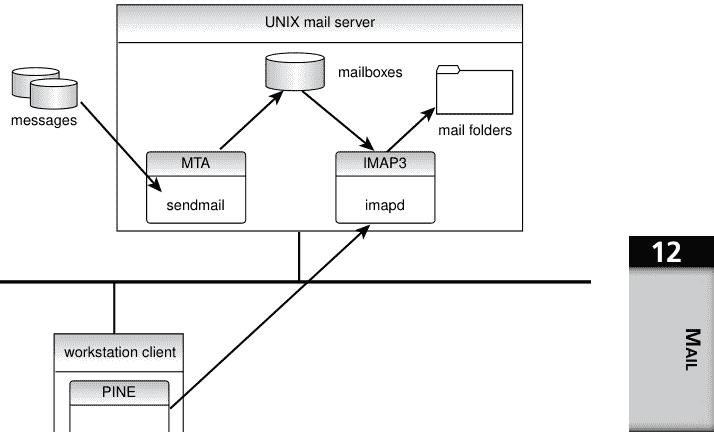 UNIX mail server
mailboxes
messages
mail folders
MTA
IMAP3
sendmail
imapd
12
MAIL
workstation client
PINE